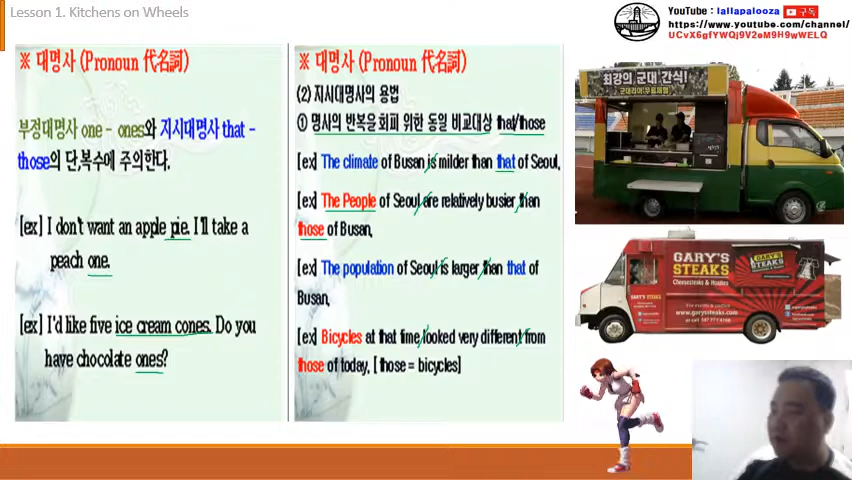 Lesson 1. Kitchens on Wheels
YouTube : lallapalooza 구독
https://www.youtube.com/channel/
UCvX6gfYWQj9V2eM9H9wWELQ
※ 대명사 (Pronoun 代名詞)
부정대명사 one - ones와 지시대명사 that -
those의 단,복수에 주의한다.
[ex] I don't want an apple pie. I'll take a
peach one.
[ex] I'd like five ice cream cones. Do you
have chocolate ones?
※ 대명사 (Pronoun 代名詞)
(2) 지시대명사의 용법
① 명사의 반복을 회피 위한 동일 비교대상 that/those
[ex] The climate of Busan is milder than that of Seoul,
[ex] The People of Seoul are relatively busier than
those of Busan,
[ex] The population of Seoul is larger than that of
Busan,
[ex] Bicycles at that time looked very different from
those of today, [ those = bicycles]
최강의 군대 간식!
GARY'S
STEAKS
Cheesesteaks & Hoagies
www.garyssteaks.com
GARY'S
STEAKS